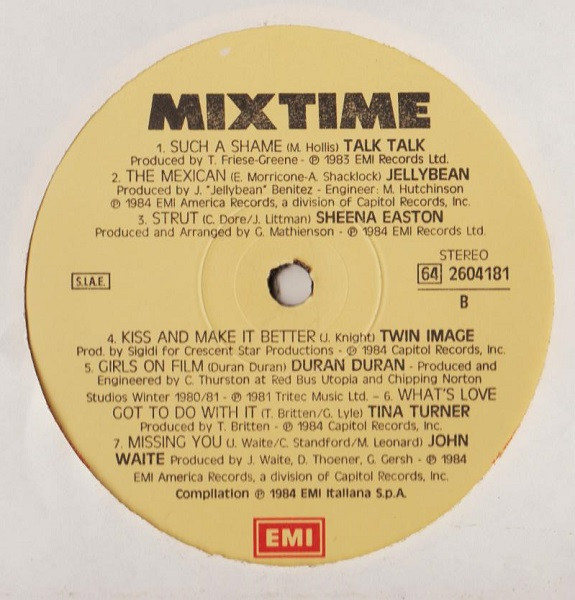 MIXTIME
1. SUCH A SHAME (M. Hollis) TALK TALK
Produced by T. Friese-Greene - ℗ 1983 EMI Records Ltd.
2. THE MEXICAN (E. Morricone-A. Shacklock) JELLYBEAN
Produced by J. "Jellybean" Benitez - Engineer: M. Hutchinson
℗ 1984 EMI America Records, a division of Capitol Records, Inc.
3. STRUT (C. Dore/J. Littman) SHEENA EASTON
Produced and Arranged by G. Mathienson - ℗ 1984 EMI Records Ltd.
STEREO
S.I.A.E.
64 2604181
B
4. KISS AND MAKE IT BETTER (J. Knight) TWIN IMAGE
Prod. by Sigidi for Crescent Star Productions - ℗ 1984 Capitol Records, Inc.
5. GIRLS ON FILM (Duran Duran) DURAN DURAN - Produced and
Engineered by C. Thurston at Red Bus Utopia and Chipping Norton
Studios Winter 1980/81 - ℗ 1981 Tritec Music Ltd. - 6. WHAT'S LOVE
GOT TO DO WITH IT (T. Britten/G. Lyle) TINA TURNER
Produced by T. Britten - ℗ 1984 Capitol Records, Inc.
7. MISSING YOU (J. Waite/C. Standford/M. Leonard) JOHN
WAITE Produced by J. Waite, D. Thoener, G. Gersh - ℗ 1984
EMI America Records, a division of Capitol Records, Inc.
Compilation ℗ 1984 EMI Italiana S.p.A.
EMI